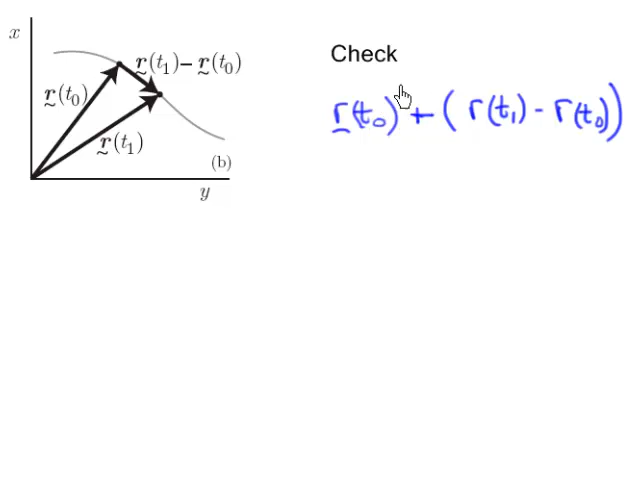 x
r(t₁)– r(t₀)
r(t₀)
r(t₁)
(b)
y
Check
r(t₀) + ( r(t₁) - r(t₀))